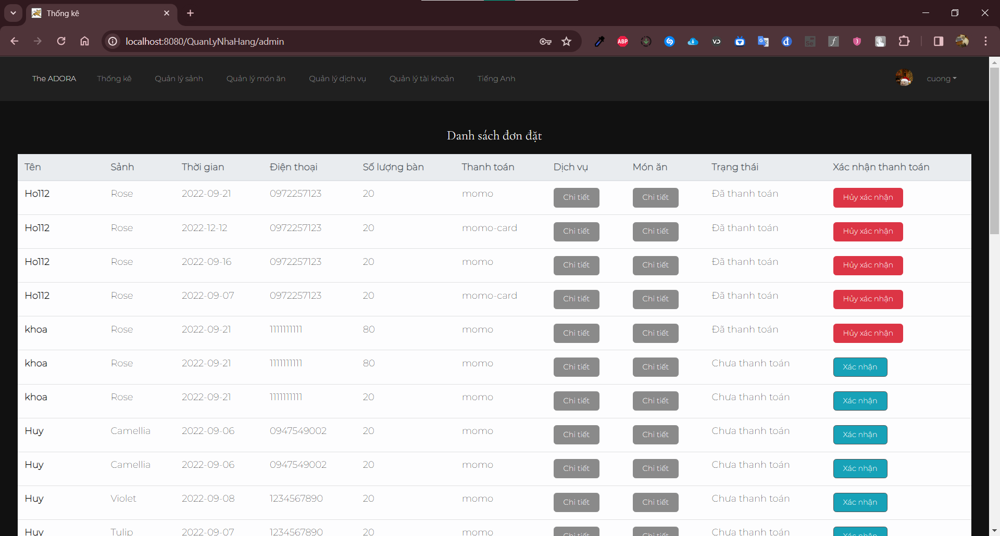 Thống kê
localhost:8080/QuanLyNhaHang/admin
ABP
The ADORA Thống kê Quản lý sảnh Quản lý món ăn Quản lý dịch vụ Quản lý tài khoản Tiếng Anh cuong
Danh sách đơn đặt
Tên Sảnh Thời gian Điện thoại Số lượng bàn Thanh toán Dịch vụ Món ăn Trạng thái Xác nhận thanh toán
Ho112 Rose 2022-09-21 0972257123 20 momo Chi tiết Chi tiết Đã thanh toán Hủy xác nhận
Ho112 Rose 2022-12-12 0972257123 20 momo-card Chi tiết Chi tiết Đã thanh toán Hủy xác nhận
Ho112 Rose 2022-09-16 0972257123 20 momo Chi tiết Chi tiết Đã thanh toán Hủy xác nhận
Ho112 Rose 2022-09-07 0972257123 20 momo-card Chi tiết Chi tiết Đã thanh toán Hủy xác nhận
khoa Rose 2022-09-21 1111111111 80 momo Chi tiết Chi tiết Đã thanh toán Hủy xác nhận
khoa Rose 2022-09-21 1111111111 80 momo Chi tiết Chi tiết Chưa thanh toán Xác nhận
khoa Rose 2022-09-21 1111111111 20 momo Chi tiết Chi tiết Chưa thanh toán Xác nhận
Huy Camellia 2022-09-06 0947549002 20 momo Chi tiết Chi tiết Chưa thanh toán Xác nhận
Huy Camellia 2022-09-06 0947549002 20 momo Chi tiết Chi tiết Chưa thanh toán Xác nhận
Huy Violet 2022-09-08 1234567890 20 momo Chi tiết Chi tiết Chưa thanh toán Xác nhận
Huy Tulip 2022-09-07 1234567890 20 momo Chi tiết Chi tiết Chưa thanh toán Xác nhận